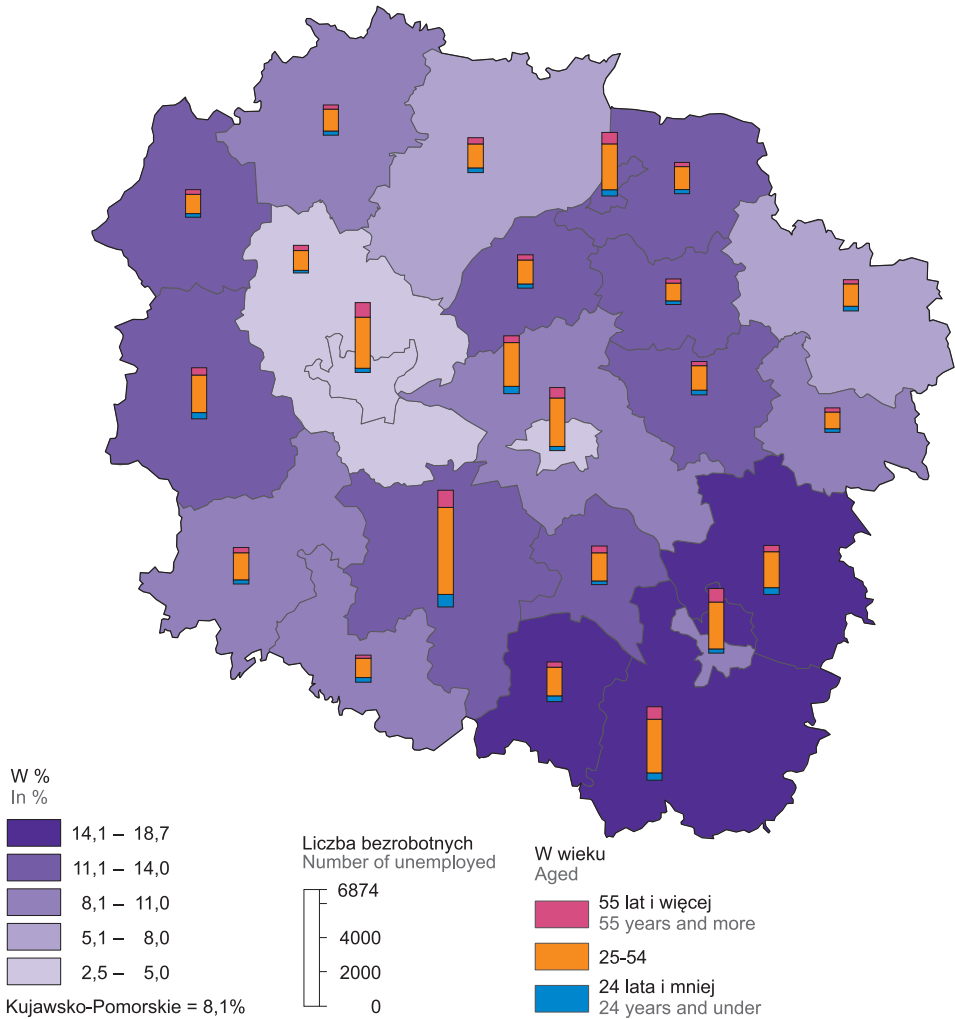 W %
In %
14,1 – 18,7
11,1 – 14,0
8,1 – 11,0
5,1 – 8,0
2,5 – 5,0
Kujawsko-Pomorskie = 8,1%
Liczba bezrobotnych
Number of unemployed
6874
4000
2000
0
W wieku
Aged
55 lat i więcej
55 years and more
25-54
24 lata i mniej
24 years and under